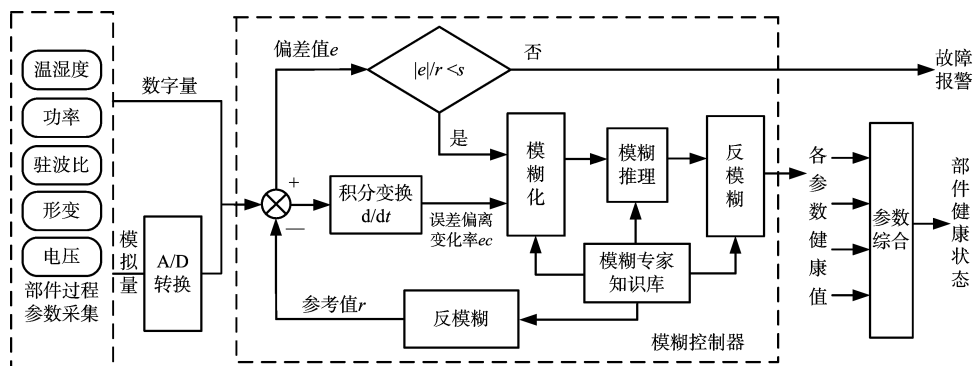 温湿度
功率
驻波比
形变
电压
部件过程
参数采集
数字量
模拟量
A/D
转换
偏差值e
|e|/r <s
否
是
+
—
积分变换
d/dt
误差偏离
变化率ec
模糊化
模糊
推理
反模糊
模糊专家
知识库
反模糊
参考值r
模糊控制器
故障
报警
各参数健康值
参数
综合
部件健康状态